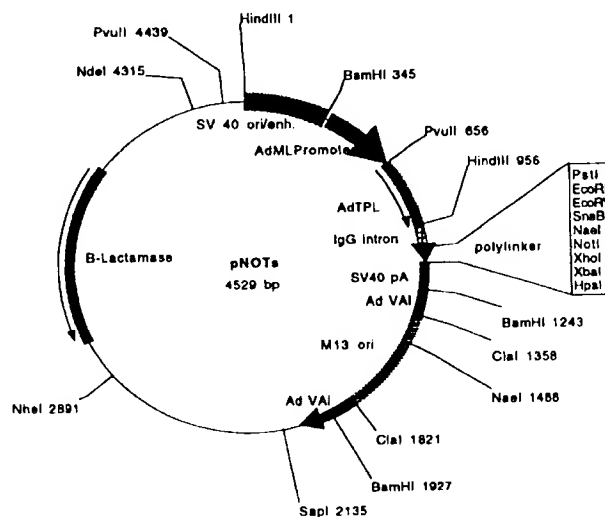 HindIII 1
PvuII 4439
NdeI 4315
BamHI 345
SV 40 ori/enh.
AdMLPromote
PvuII 656
HindIII 956
AdTPL
IgG intron
polylinker
PstI
EcoRI
EcoR
SnaB
NaeI
NotI
XhoI
XbaI
HpaI
B-Lactamase
pNOTs
4529 bp
SV40 pA
Ad VAI
BamHI 1243
ClaI 1358
M13 ori
NaeI 1488
NheI 2891
Ad VAI
ClaI 1821
BamHI 1927
SapI 2135